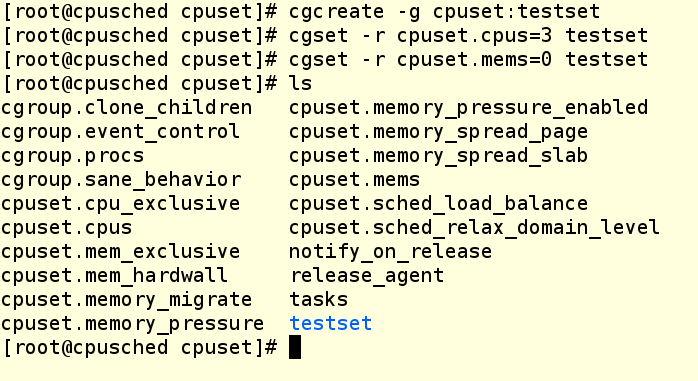 [root@cpusched cpuset]# cgcreate -g cpuset:testset
[root@cpusched cpuset]# cgset -r cpuset.cpus=3 testset
[root@cpusched cpuset]# cgset -r cpuset.mems=0 testset
[root@cpusched cpuset]# ls
cgroup.clone_children   cpuset.memory_pressure_enabled
cgroup.event_control    cpuset.memory_spread_page
cgroup.procs            cpuset.memory_spread_slab
cgroup.sane_behavior    cpuset.mems
cpuset.cpu_exclusive    cpuset.sched_load_balance
cpuset.cpus             cpuset.sched_relax_domain_level
cpuset.mem_exclusive    notify_on_release
cpuset.mem_hardwall     release_agent
cpuset.memory_migrate   tasks
cpuset.memory_pressure  testset
[root@cpusched cpuset]#